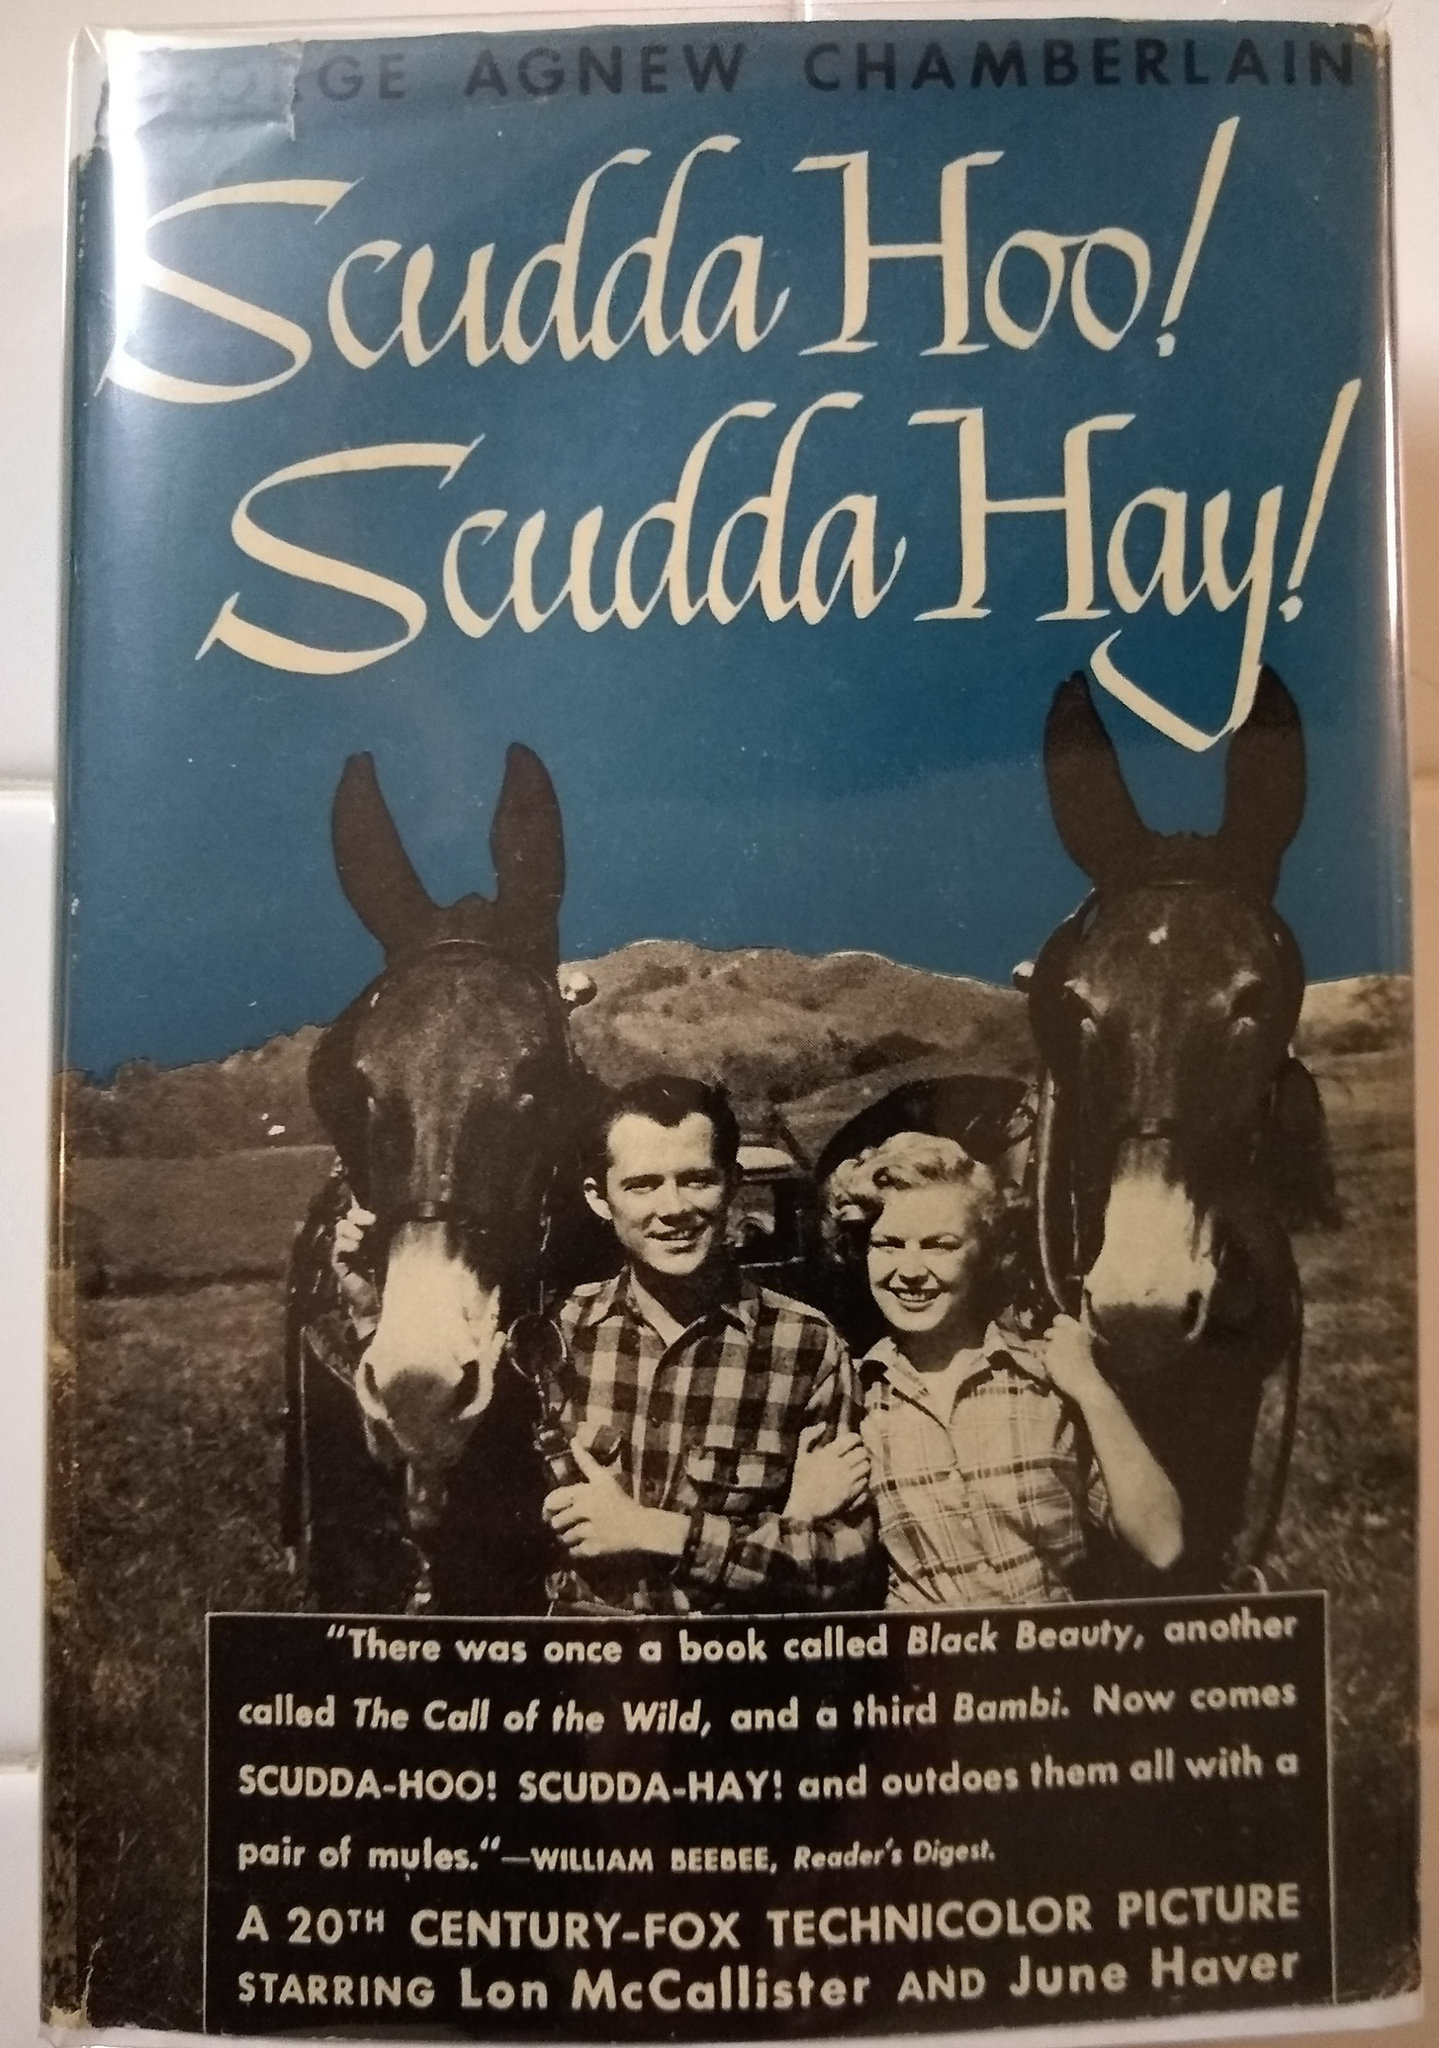 GEORGE AGNEW CHAMBERLAIN
Scudda Hoo!
Scudda Hay!
"There was once a book called Black Beauty, another
called The Call of the Wild, and a third Bambi. Now comes
SCUDDA-HOO! SCUDDA-HAY! and outdoes them all with a
pair of mules."—WILLIAM BEEBEE, Reader's Digest.
A 20TH CENTURY-FOX TECHNICOLOR PICTURE
STARRING Lon McCallister AND June Haver